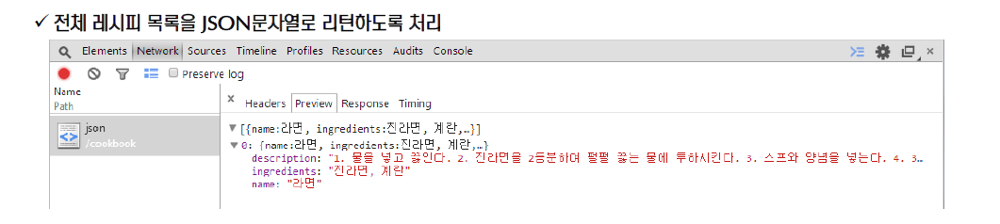 ✓ 전체 레시피 목록을 JSON문자열로 리턴하도록 처리
Elements Network Sources Timeline Profiles Resources Audits Console
Preserve log
Name
Path
× Headers Preview Response Timing
json
/cookbook
▼[{name:라면, ingredients:진라면, 계란,…}]
▼0: {name:라면, ingredients:진라면, 계란,…}
description: "1. 물을 넣고 끓인다. 2. 진라면을 2등분하여 펄펄 끓는 물에 투하시킨다. 3. 스프와 양념을 넣는다. 4. 3…
ingredients: "진라면, 계란"
name: "라면"